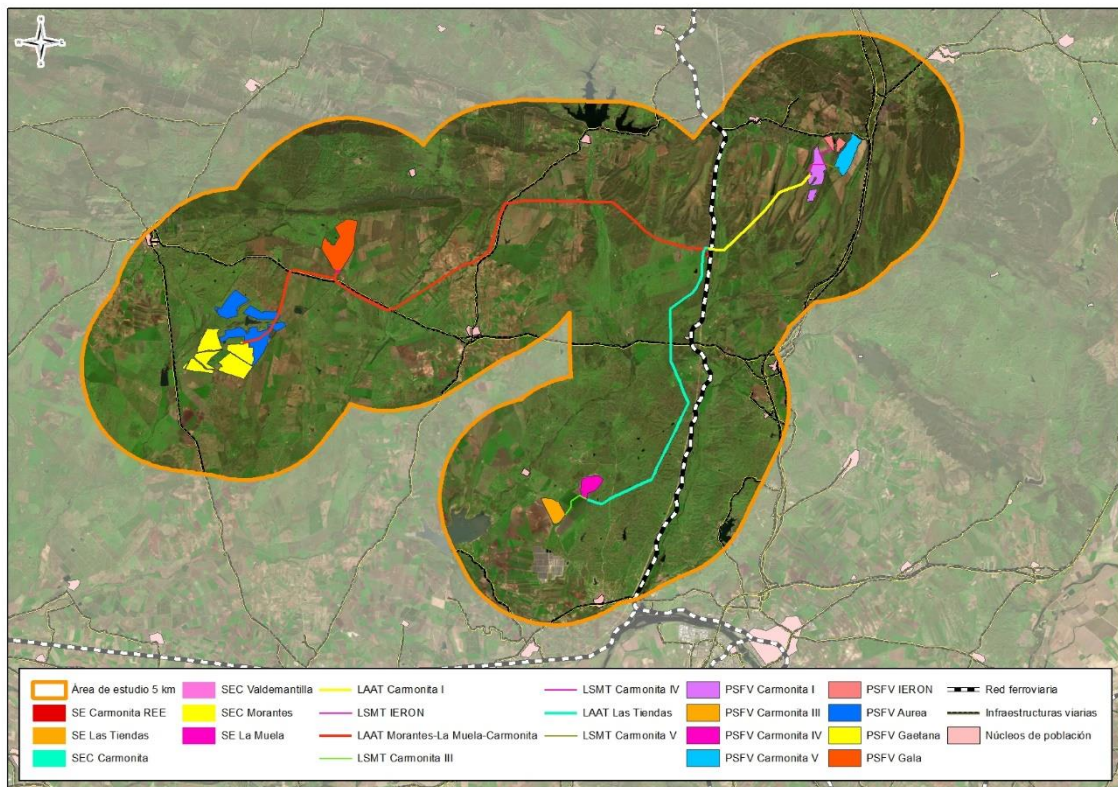 Área de estudio 5 km
SE Carmonita REE
SE Las Tiendas
SEC Carmonita
SEC Valdemantilla
SEC Morantes
SE La Muela
LAAT Carmonita I
LSMT IERON
LAAT Morantes-La Muela-Carmonita
LSMT Carmonita III
LSMT Carmonita IV
LAAT Las Tiendas
LSMT Carmonita V
PSFV Carmonita I
PSFV Carmonita III
PSFV Carmonita IV
PSFV Carmonita V
PSFV IERON
PSFV Aurea
PSFV Gaetana
PSFV Gala
Red ferroviaria
Infraestructuras viarias
Núcleos de población